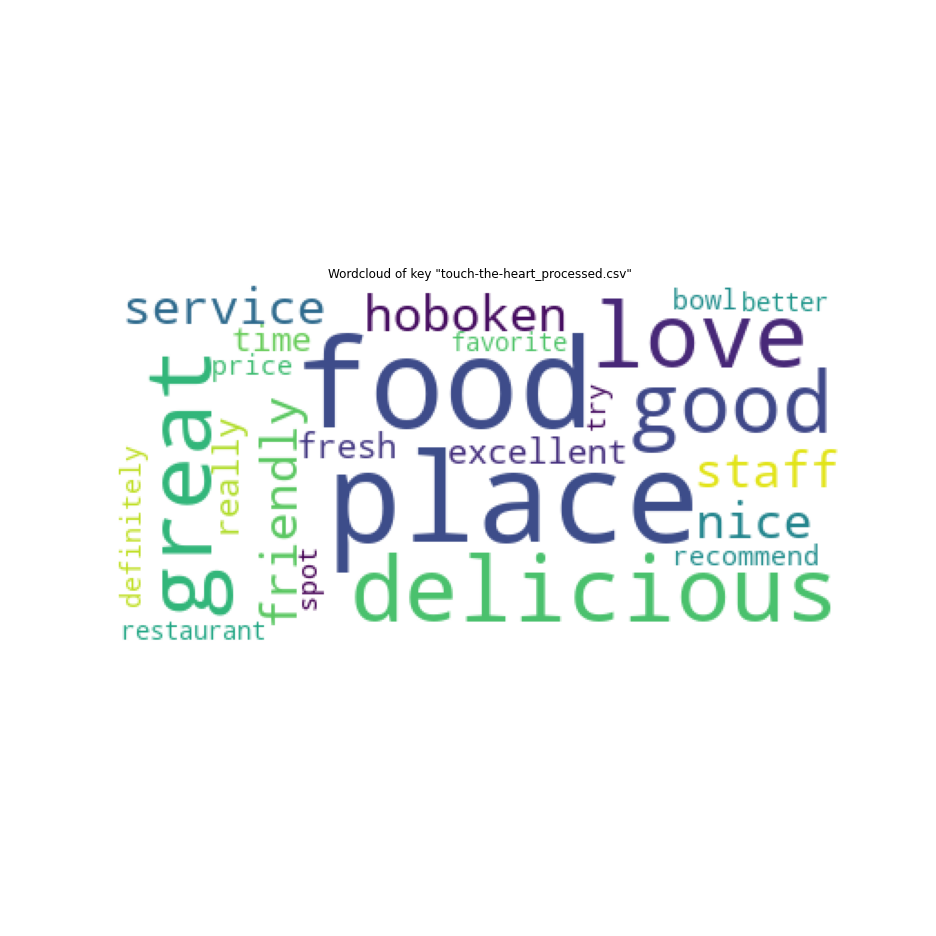 Wordcloud of key "touch-the-heart_processed.csv"
service
hoboken
love
bowl
better
time
favorite
price
food
great
try
good
friendly
really
fresh
excellent
definitely
place
staff
nice
spot
recommend
delicious
restaurant